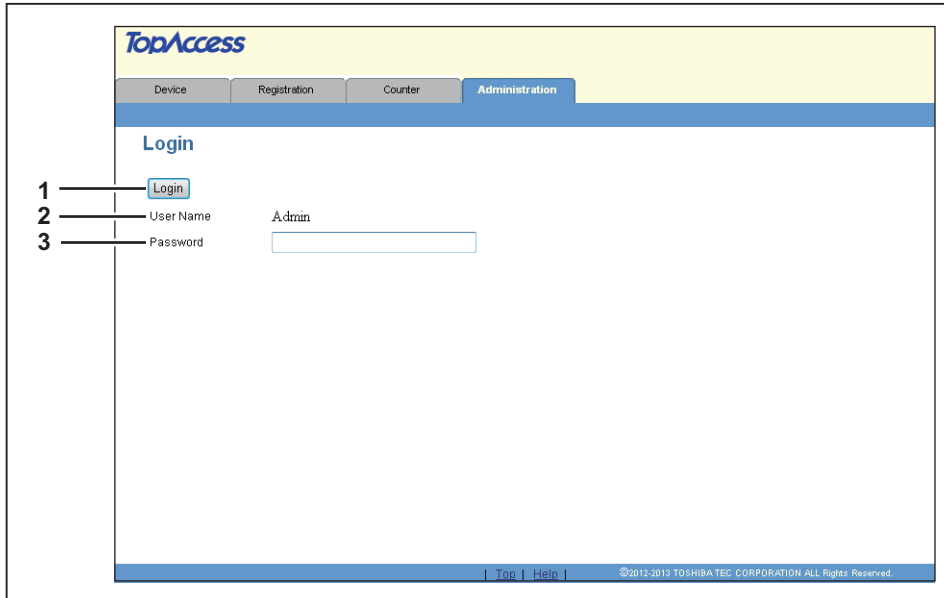 TopAccess
Device Registration Counter Administration
Login
1 Login
2 User Name Admin
3 Password
| Top | Help | ©2012-2013 TOSHIBA TEC CORPORATION ALL Rights Reserved.